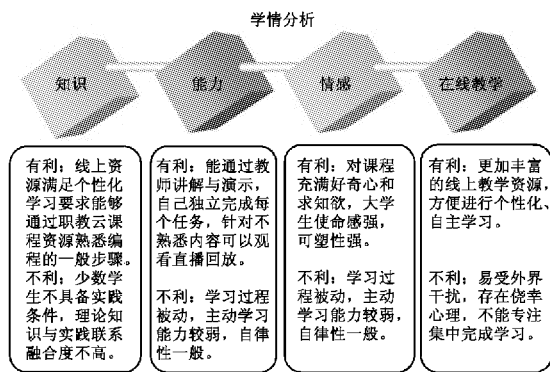 学情分析
知识
能力
情感
在线教学
有利：线上资
源满足个性化
学习要求能够
通过职教云课
程资源熟悉编
程的一般步骤。
不利：少数学
生不具备实践
条件，理论知
识与实践联系
融合度不高。
有利：能通过教
师讲解与演示，
自己独立完成每
个任务，针对不
熟悉内容可以观
看直播回放。
不利：学习过程
被动，主动学习
能力较弱，自律
性一般。
有利：对课程
充满好奇心和
求知欲，大学
生使命感强，
可塑性强。
不利：学习过
程被动，主动
学习能力较弱，
自律性一般。
有利：更加丰富
的线上教学资源，
方便进行个性化、
自主学习。
不利：易受外界
干扰，存在侥幸
心理，不能专注
集中完成学习。